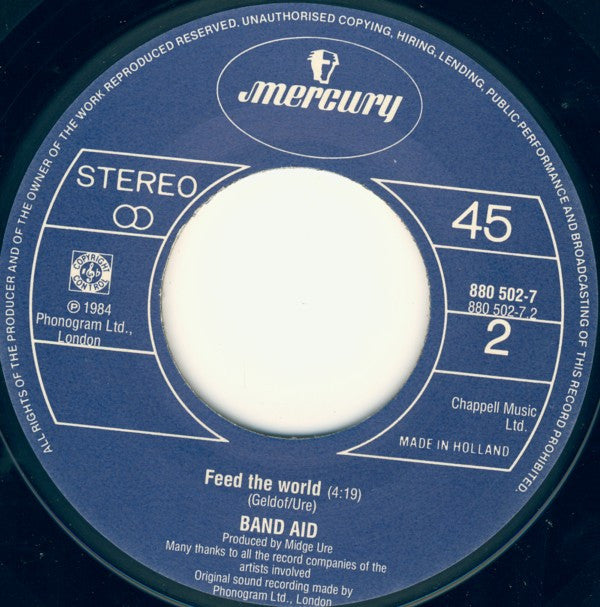 ALL RIGHTS OF THE PRODUCER AND OF THE OWNER OF THE WORK REPRODUCED RESERVED. UNAUTHORISED COPYING, HIRING, LENDING, PUBLIC PERFORMANCE AND BROADCASTING OF THIS RECORD PROHIBITED.
mercury
STEREO
45
COPYRIGHT
CONTROL
℗ 1984
Phonogram Ltd.,
London
880 502-7
880 502-7.2
2
Chappell Music
Ltd.
MADE IN HOLLAND
Feed the world (4:19)
(Geldof/Ure)
BAND AID
Produced by Midge Ure
Many thanks to all the record companies of the
artists involved
Original sound recording made by
Phonogram Ltd., London